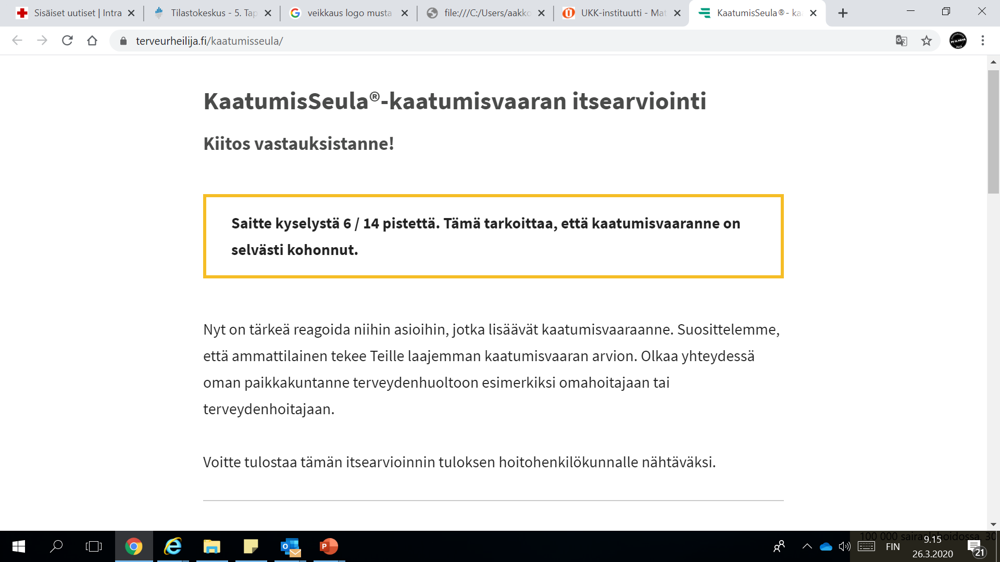 Sisäiset uutiset | Intra
Tilastokeskus - 5. Tap
veikkaus logo musta
file:///C:/Users/aakko
UKK-instituutti - Mat
KaatumisSeula® - ka
terveurheilija.fi/kaatumisseula/
KaatumisSeula®-kaatumisvaaran itsearviointi
Kiitos vastauksistanne!
Saitte kyselystä 6 / 14 pistettä. Tämä tarkoittaa, että kaatumisvaaranne on
selvästi kohonnut.
Nyt on tärkeä reagoida niihin asioihin, jotka lisäävät kaatumisvaaraanne. Suosittelemme,
että ammattilainen tekee Teille laajemman kaatumisvaaran arvion. Olkaa yhteydessä
oman paikkakuntanne terveydenhuoltoon esimerkiksi omahoitajaan tai
terveydenhoitajaan.
Voitte tulostaa tämän itsearvioinnin tuloksen hoitohenkilökunnalle nähtäväksi.
100 000 sairaalahoidossa, 30
FIN
9.15
26.3.2020
21